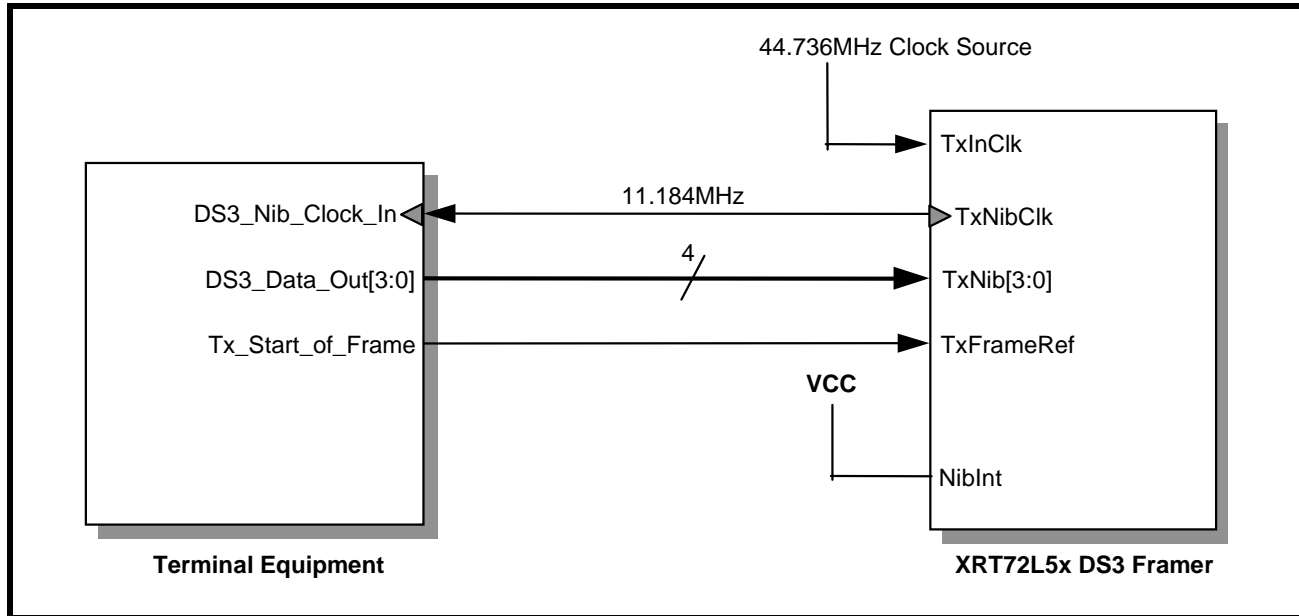 44.736MHz Clock Source
TxInClk
11.184MHz
DS3_Nib_Clock_In
TxNibClk
4
DS3_Data_Out[3:0]
TxNib[3:0]
Tx_Start_of_Frame
TxFrameRef
VCC
NibInt
Terminal Equipment
XRT72L5x DS3 Framer